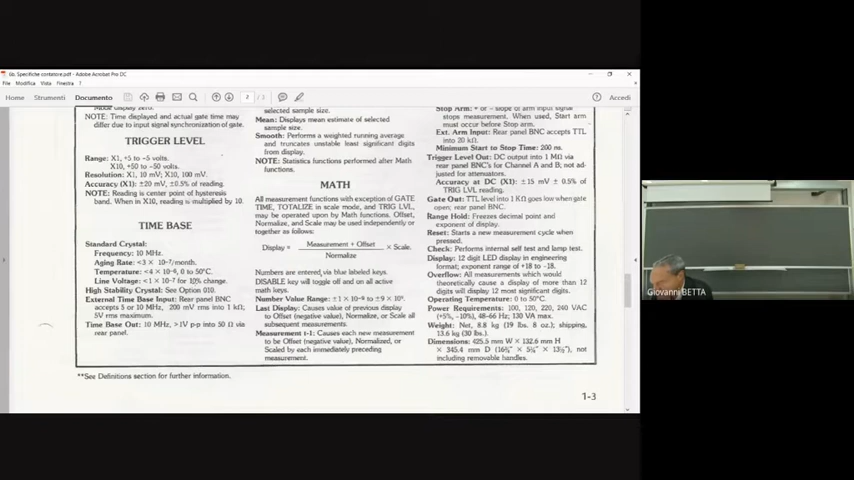 6b. Specifiche contatore.pdf - Adobe Acrobat Pro DC
File Modifica Vista Finestra ?
Home Strumenti Documento 2 / 2 Accedi
Mode display zero.
NOTE: Time displayed and actual gate time may
differ due to input signal synchronization of gate.
TRIGGER LEVEL
Range: X1, +5 to -5 volts.
X10, +50 to -50 volts.
Resolution: X1, 10 mV; X10, 100 mV.
Accuracy (X1): ±20 mV, ±0.5% of reading.
NOTE: Reading is center point of hysteresis
band. When in X10, reading is multiplied by 10.
TIME BASE
Standard Crystal:
Frequency: 10 MHz.
Aging Rate: <3 × 10⁻⁷/month.
Temperature: <4 × 10⁻⁶, 0 to 50°C.
Line Voltage: <1 × 10⁻⁷ for 10% change.
High Stability Crystal: See Option 010.
External Time Base Input: Rear panel BNC
accepts 5 or 10 MHz, 200 mV rms into 1 kΩ;
5V rms maximum.
Time Base Out: 10 MHz, >1V p-p into 50 Ω via
rear panel.
selected sample size.
Mean: Displays mean estimate of selected
sample size.
Smooth: Performs a weighted running average
and truncates unstable least significant digits
from display.
NOTE: Statistics functions performed after Math
functions.
MATH
All measurement functions with exception of GATE
TIME, TOTALIZE in scale mode, and TRIG LVL,
may be operated upon by Math functions. Offset,
Normalize, and Scale may be used independently or
together as follows:
Display = Measurement + Offset / Normalize × Scale.
Numbers are entered via blue labeled keys.
DISABLE key will toggle off and on all active
math keys.
Number Value Range: ±1 × 10⁻⁹ to ±9 × 10⁹.
Last Display: Causes value of previous display
to Offset (negative value), Normalize, or Scale all
subsequent measurements.
Measurement t-1: Causes each new measurement
to be Offset (negative value), Normalized, or
Scaled by each immediately preceding
measurement.
Stop Arm: + or - slope of arm input signal
stops measurement. When used, Start arm
must occur before Stop arm.
Ext. Arm Input: Rear panel BNC accepts TTL
into 20 kΩ.
Minimum Start to Stop Time: 200 ns.
Trigger Level Out: DC output into 1 MΩ via
rear panel BNC's for Channel A and B; not ad-
justed for attenuators.
Accuracy at DC (X1): ±15 mV ± 0.5% of
TRIG LVL reading.
Gate Out: TTL level into 1 KΩ goes low when gate
open; rear panel BNC.
Range Hold: Freezes decimal point and
exponent of display.
Reset: Starts a new measurement cycle when
pressed.
Check: Performs internal self test and lamp test.
Display: 12 digit LED display in engineering
format; exponent range of +18 to -18.
Overflow: All measurements which would
theoretically cause a display of more than 12
digits will display 12 most significant digits.
Operating Temperature: 0 to 50°C.
Power Requirements: 100, 120, 220, 240 VAC
(+5%, -10%), 48-66 Hz; 130 VA max.
Weight: Net, 8.8 kg (19 lbs. 8 oz.); shipping,
13.6 kg (30 lbs.)
Dimensions: 425.5 mm W × 132.6 mm H
× 345.4 mm D (16¾″ × 5¼″ × 13½″), not
including removable handles.
**See Definitions section for further information.
1-3
Giovanni BETTA